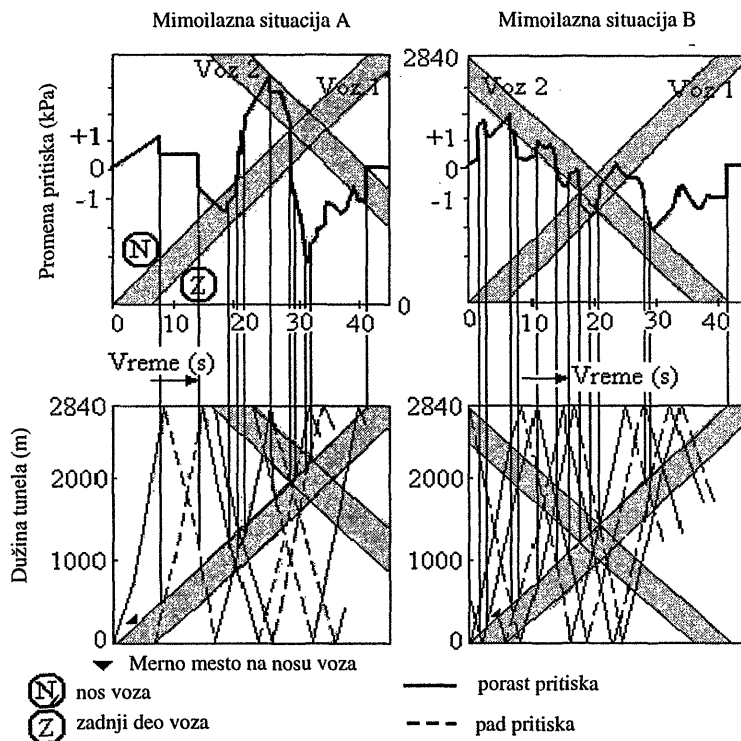 Mimoilazna situacija A
Mimoilazna situacija B
Promena pritiska (kPa)
+1
0
-1
Voz 2
Voz 1
N
Z
0
0 10 20 30 40
Vreme (s)
2840
+1
0
-1
Voz 2
Voz 1
0 10 20 30 40
Vreme (s)
Dužina tunela (m)
2840
2000
1000
0
2840
2000
1000
0
Merno mesto na nosu voza
N nos voza
Z zadnji deo voza
porast pritiska
pad pritiska